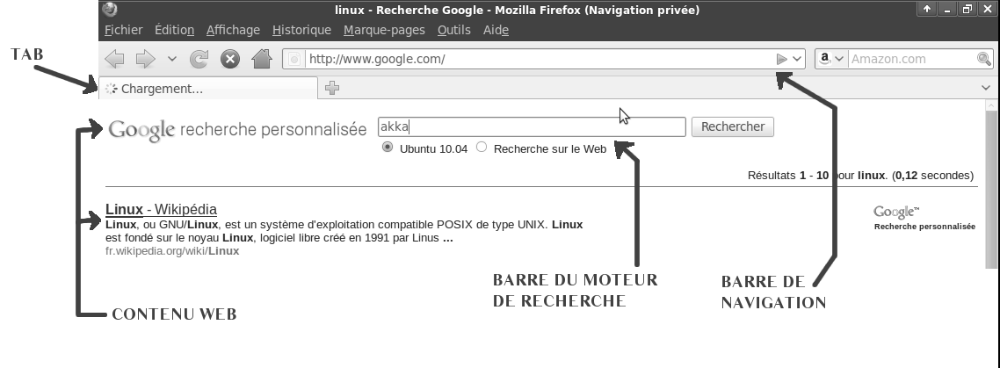 linux - Recherche Google - Mozilla Firefox (Navigation privée)
Fichier Édition Affichage Historique Marque-pages Outils Aide
TAB
http://www.google.com/
a Amazon.com
Chargement...
Google recherche personnalisée akka Rechercher
Ubuntu 10.04 Recherche sur le Web
Résultats 1 - 10 pour linux. (0,12 secondes)
Linux - Wikipédia
Linux, ou GNU/Linux, est un système d'exploitation compatible POSIX de type UNIX. Linux
est fondé sur le noyau Linux, logiciel libre créé en 1991 par Linus ...
fr.wikipedia.org/wiki/Linux
Google™
Recherche personnalisée
BARRE DU MOTEUR
DE RECHERCHE
BARRE DE
NAVIGATION
CONTENU WEB